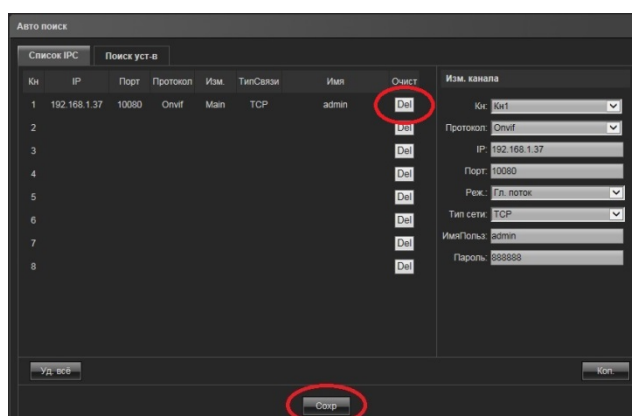 Авто поиск
Список IPC Поиск уст-в
Кн IP Порт Протокол Изм. ТипСвязи Имя Очист
1 192.168.1.37 10080 Onvif Main TCP admin Del
2 Del
3 Del
4 Del
5 Del
6 Del
7 Del
8 Del
Уд. всё
Изм. канала
Кн: Кн1
Протокол: Onvif
IP: 192.168.1.37
Порт: 10080
Реж.: Гл. поток
Тип сети: TCP
ИмяПольз: admin
Пароль: 888888
Коп.
Сохр